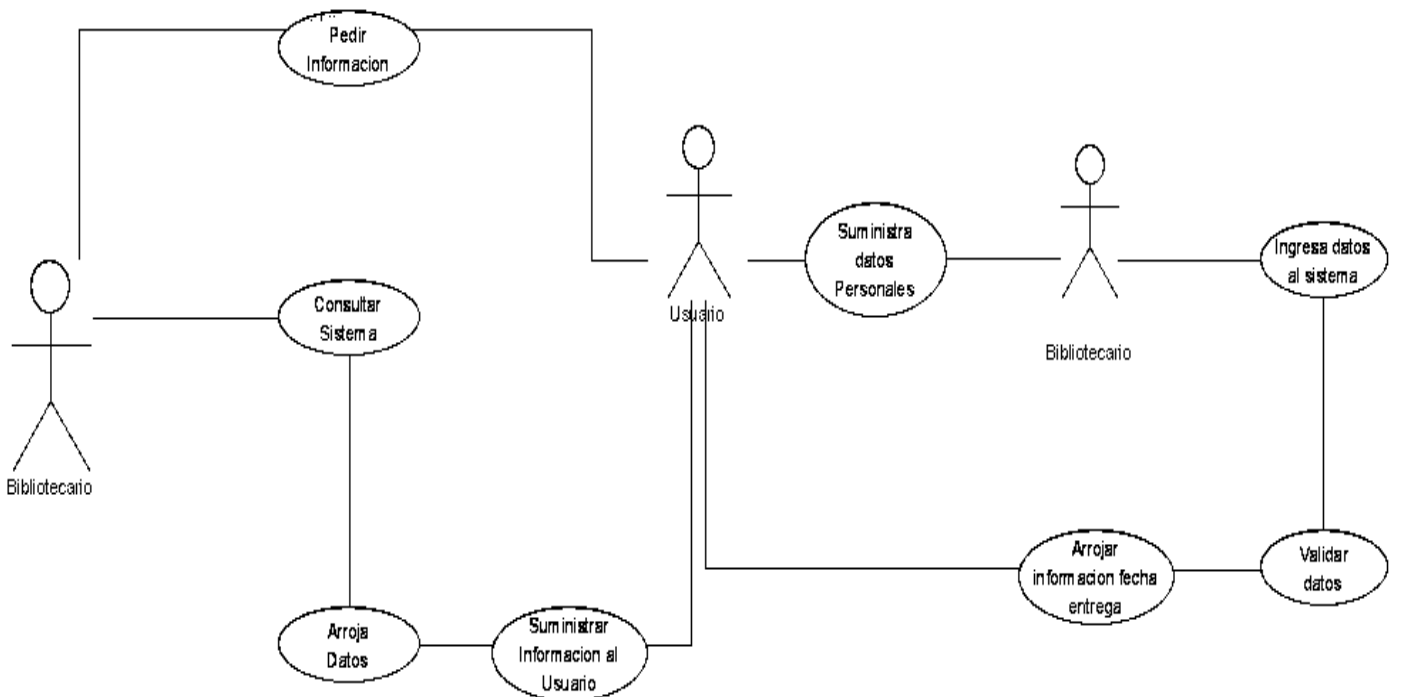 Pedir
Informacion
Usuario
Suministra
datos
Personales
Bibliotecario
Ingresa datos
al sistema
Consultar
Sistema
Bibliotecario
Arroja
Datos
Suministrar
Informacion al
Usuario
Arrojar
informacion fecha
entrega
Validar
datos